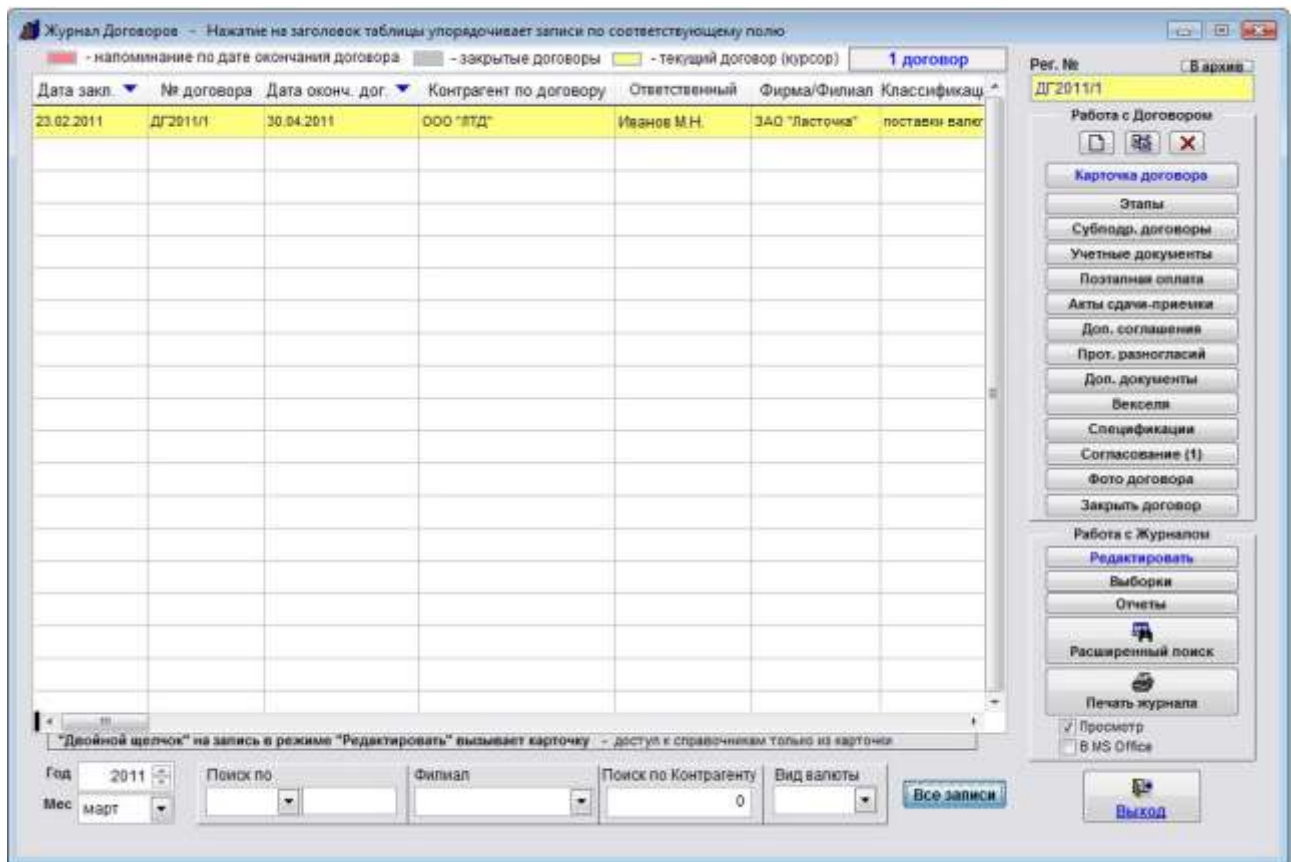 Журнал Договоров - Нажатие на заголовок таблицы упорядочивает записи по соответствующему полю
- напоминание по дате окончания договора - закрытые договоры - текущий договор (курсор) 1 договор
Дата закл. № договора Дата оконч. дог. Контрагент по договору Ответственный Фирма/Филиал Классификаци
23.02.2011 ДГ2011/1 30.04.2011 ООО "ЛТД" Иванов М.Н. ЗАО "Ласточка" поставки валют
"Двойной щелчок" на запись в режиме "Редактировать" вызывает карточку - доступ к справочникам только из карточки
Год 2011
Мес март
Поиск по
Филиал
Поиск по Контрагенту
0
Вид валюты
Все записи
Рег. № В архив
ДГ2011/1
Работа с Договором
Карточка договора
Этапы
Субподр. договоры
Учетные документы
Поэтапная оплата
Акты сдачи-приемки
Доп. соглашения
Прот. разногласий
Доп. документы
Векселя
Спецификации
Согласование (1)
Фото договора
Закрыть договор
Работа с Журналом
Редактировать
Выборки
Отчеты
Расширенный поиск
Печать журнала
Просмотр
В MS Office
Выход